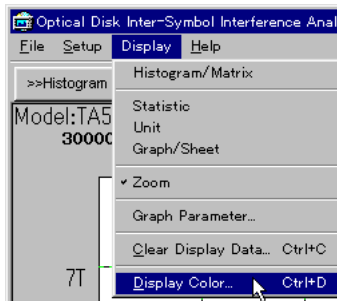 Optical Disk Inter-Symbol Interference Anal
File Setup Display Help
>>Histogram
Histogram/Matrix
Model:TA5
30000
Statistic
Unit
Graph/Sheet
✓ Zoom
Graph Parameter...
Clear Display Data... Ctrl+C
7T
Display Color... Ctrl+D